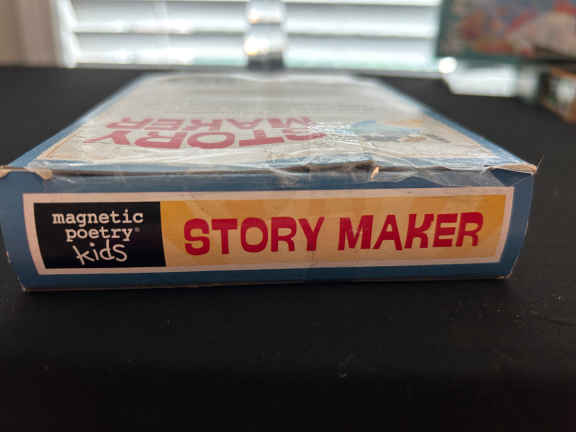 STORY
MAKER
magnetic
poetry®
kids
STORY MAKER